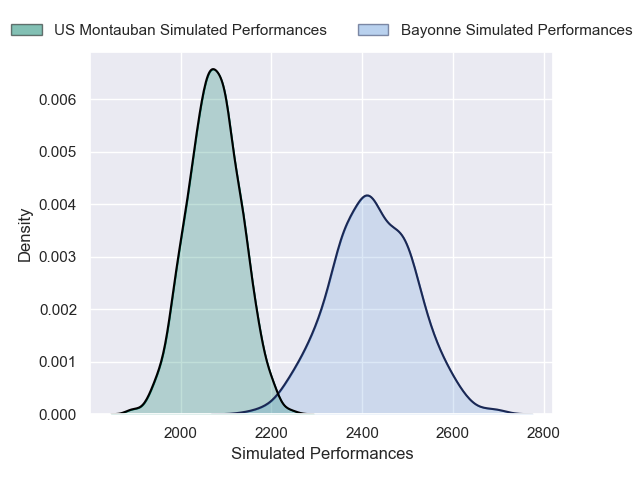 US Montauban Simulated Performances Bayonne Simulated Performances
0.006
0.005
0.004
0.003
0.002
0.001
0.000
Density
2000 2200 2400 2600 2800
Simulated Performances